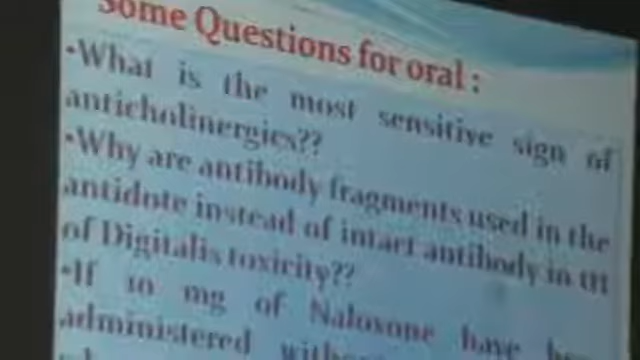 Some Questions for oral :
•What is the most sensitive sign of
anticholinergics??
•Why are antibody fragments used in the
antidote instead of intact antibody in ttt
of Digitalis toxicity??
•If 10 mg of Naloxone have
administered